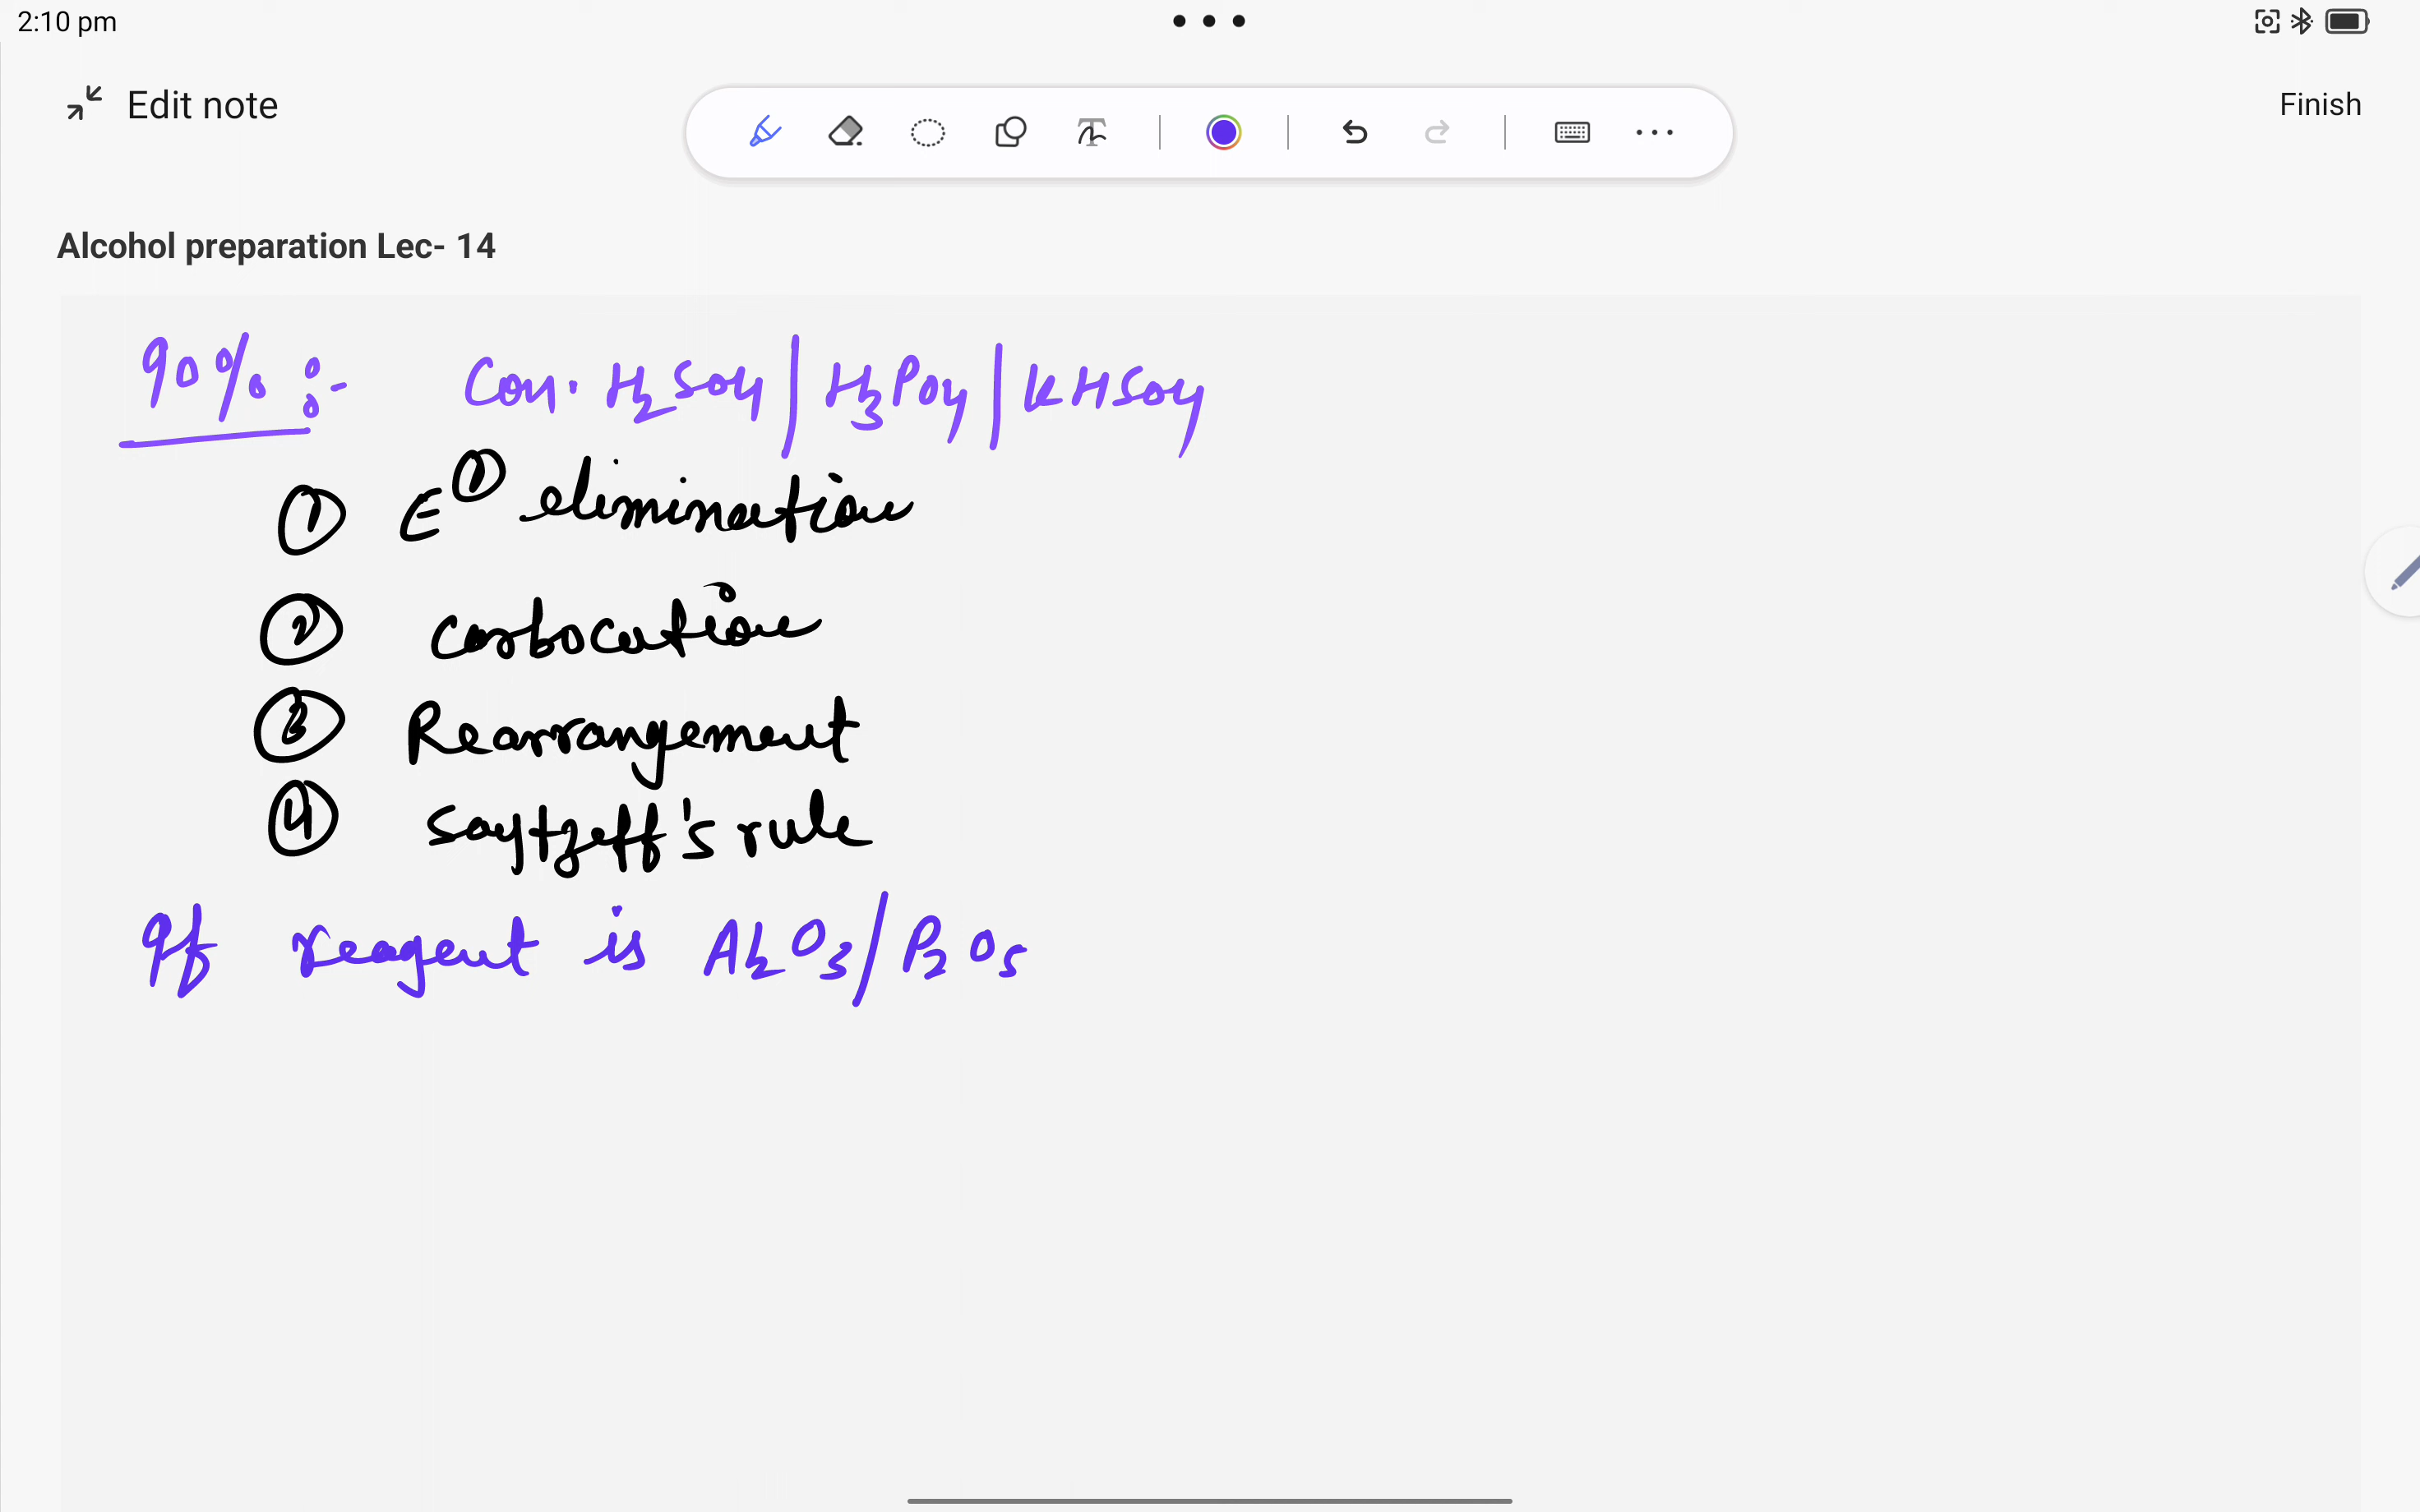 2:10 pm
Edit note
Finish
Alcohol preparation Lec- 14
90% :- Con. H2SO4 | H3PO4 | KHSO4
① E① elimination
② carbocation
③ Rearrangement
④ Saytzeff's rule
If reagent is Al2O3 / P2O5